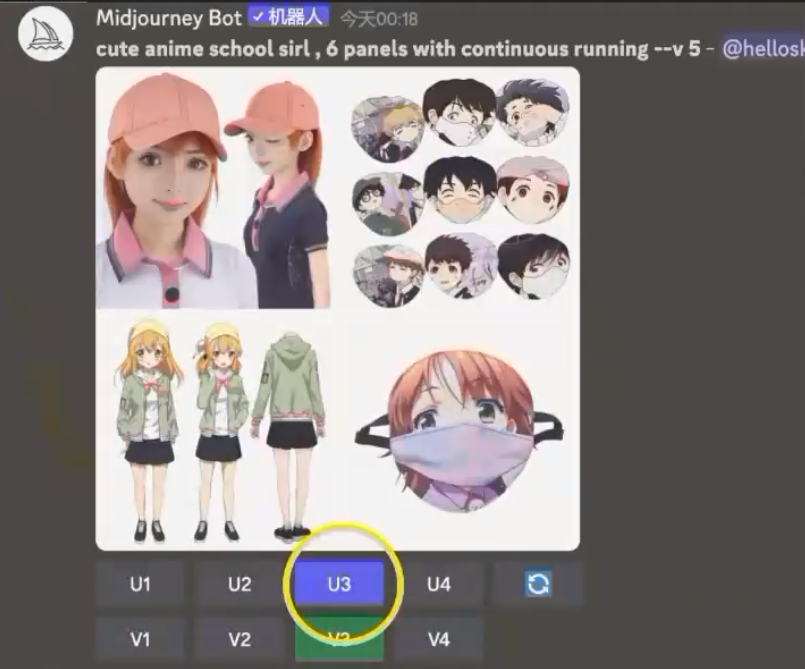 Midjourney Bot ✓机器人 今天00:18
cute anime school sirl , 6 panels with continuous running --v 5 - @hellosk
U1 U2 U3 U4
V1 V2 V3 V4